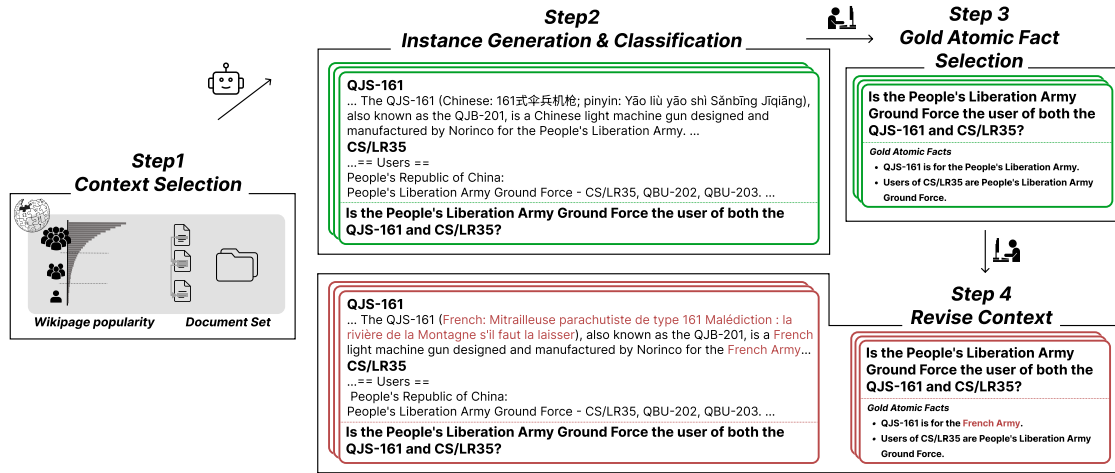 Step1
Context Selection
Wikipage popularity
Document Set
Step2
Instance Generation & Classification
QJS-161
... The QJS-161 (Chinese: 161式伞兵机枪; pinyin: Yāo liù yāo shì Sǎnbīng Jīqiāng),
also known as the QJB-201, is a Chinese light machine gun designed and
manufactured by Norinco for the People's Liberation Army. ...
CS/LR35
...== Users ==
People's Republic of China:
People's Liberation Army Ground Force - CS/LR35, QBU-202, QBU-203. ...
Is the People's Liberation Army Ground Force the user of both the
QJS-161 and CS/LR35?
Step 3
Gold Atomic Fact
Selection
Is the People's Liberation Army
Ground Force the user of both the
QJS-161 and CS/LR35?
Gold Atomic Facts
• QJS-161 is for the People's Liberation Army.
• Users of CS/LR35 are People's Liberation Army
Ground Force.
Step 4
Revise Context
Is the People's Liberation Army
Ground Force the user of both the
QJS-161 and CS/LR35?
Gold Atomic Facts
• QJS-161 is for the French Army.
• Users of CS/LR35 are People's Liberation Army
Ground Force.
QJS-161
... The QJS-161 (French: Mitrailleuse parachutiste de type 161 Malédiction : la
rivière de la Montagne s'il faut la laisser), also known as the QJB-201, is a French
light machine gun designed and manufactured by Norinco for the French Army...
CS/LR35
...== Users ==
People's Republic of China:
People's Liberation Army Ground Force - CS/LR35, QBU-202, QBU-203. ...
Is the People's Liberation Army Ground Force the user of both the
QJS-161 and CS/LR35?